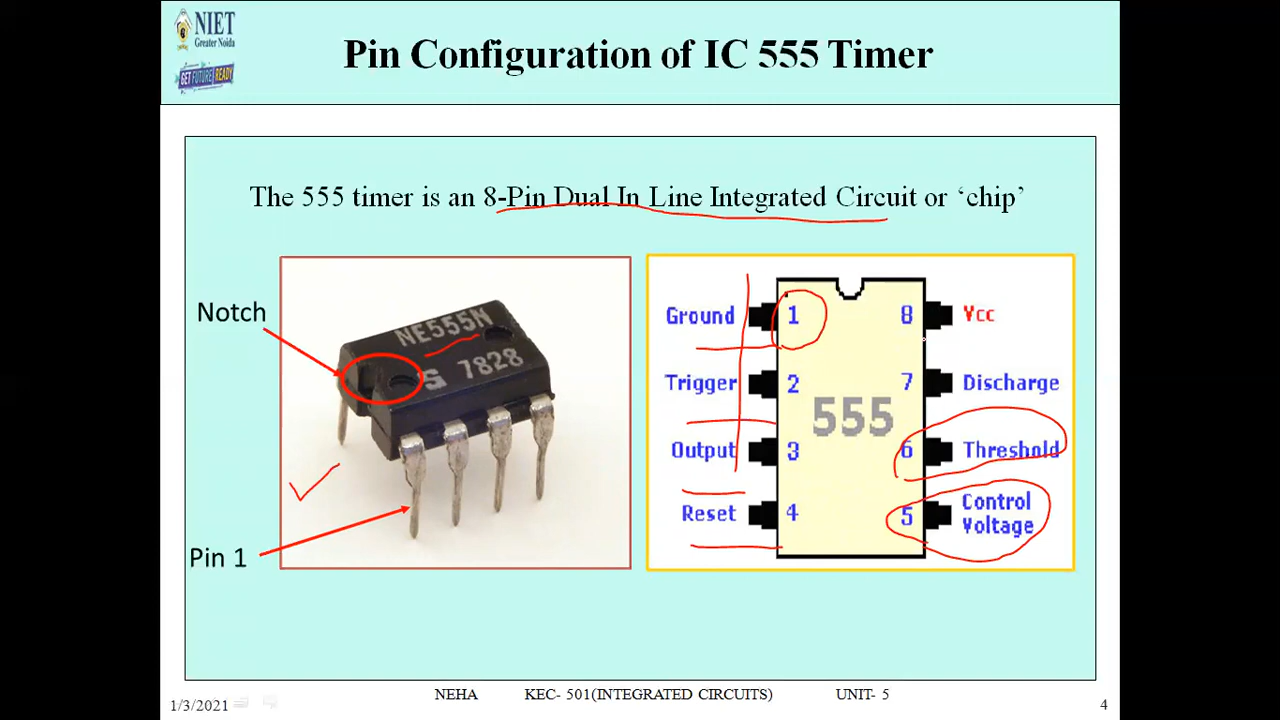 NIET
Greater Noida
GET FUTURE READY
Pin Configuration of IC 555 Timer
The 555 timer is an 8-Pin Dual In Line Integrated Circuit or ‘chip’
Notch
NE555N
S 7828
Pin 1
Ground 1 8 Vcc
Trigger 2 7 Discharge
555
Output 3 6 Threshold
Reset 4 5 Control
Voltage
NEHA KEC- 501(INTEGRATED CIRCUITS) UNIT- 5
1/3/2021 4